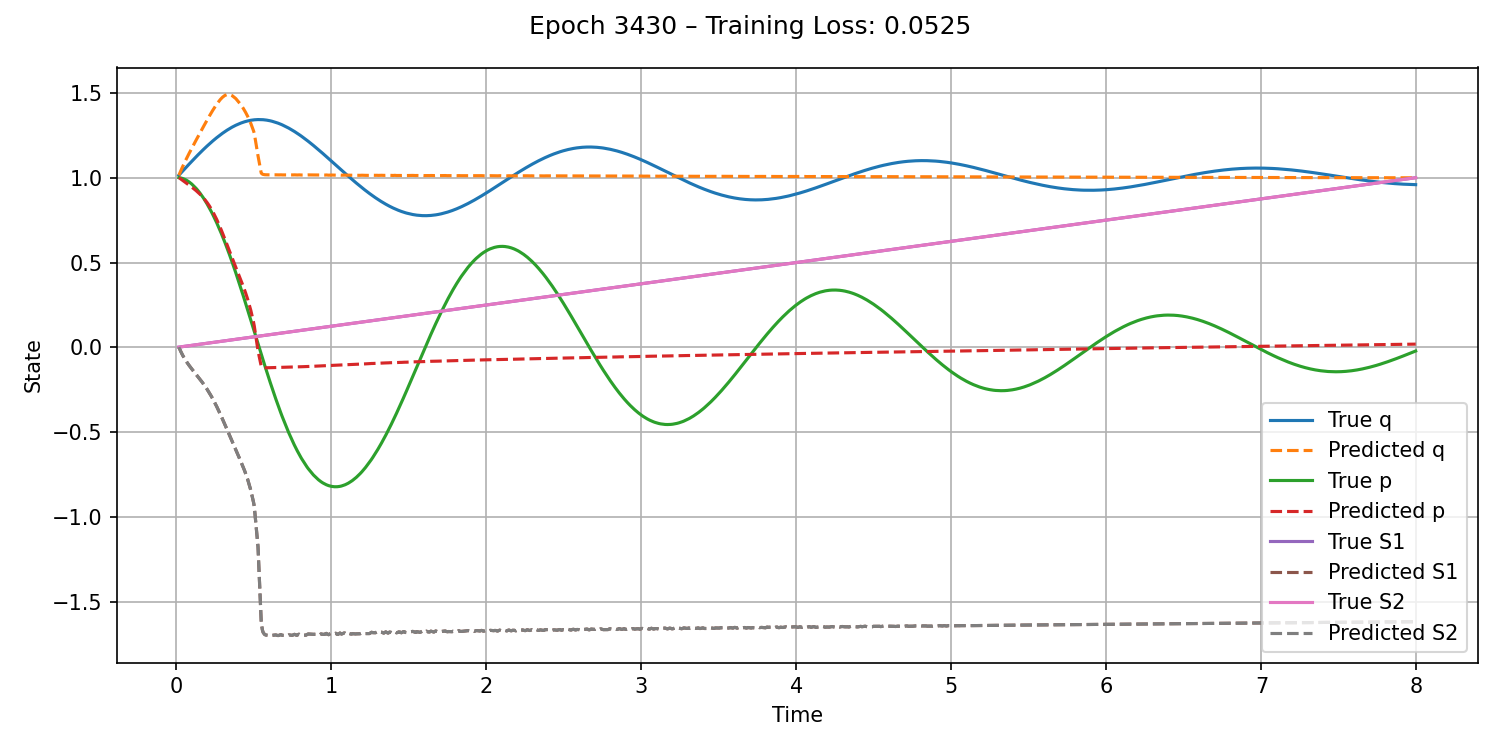 Epoch 3430 – Training Loss: 0.0525
1.5
1.0
0.5
0.0
−0.5
−1.0
−1.5
State
0 1 2 3 4 5 6 7 8
Time
True q
Predicted q
True p
Predicted p
True S1
Predicted S1
True S2
Predicted S2